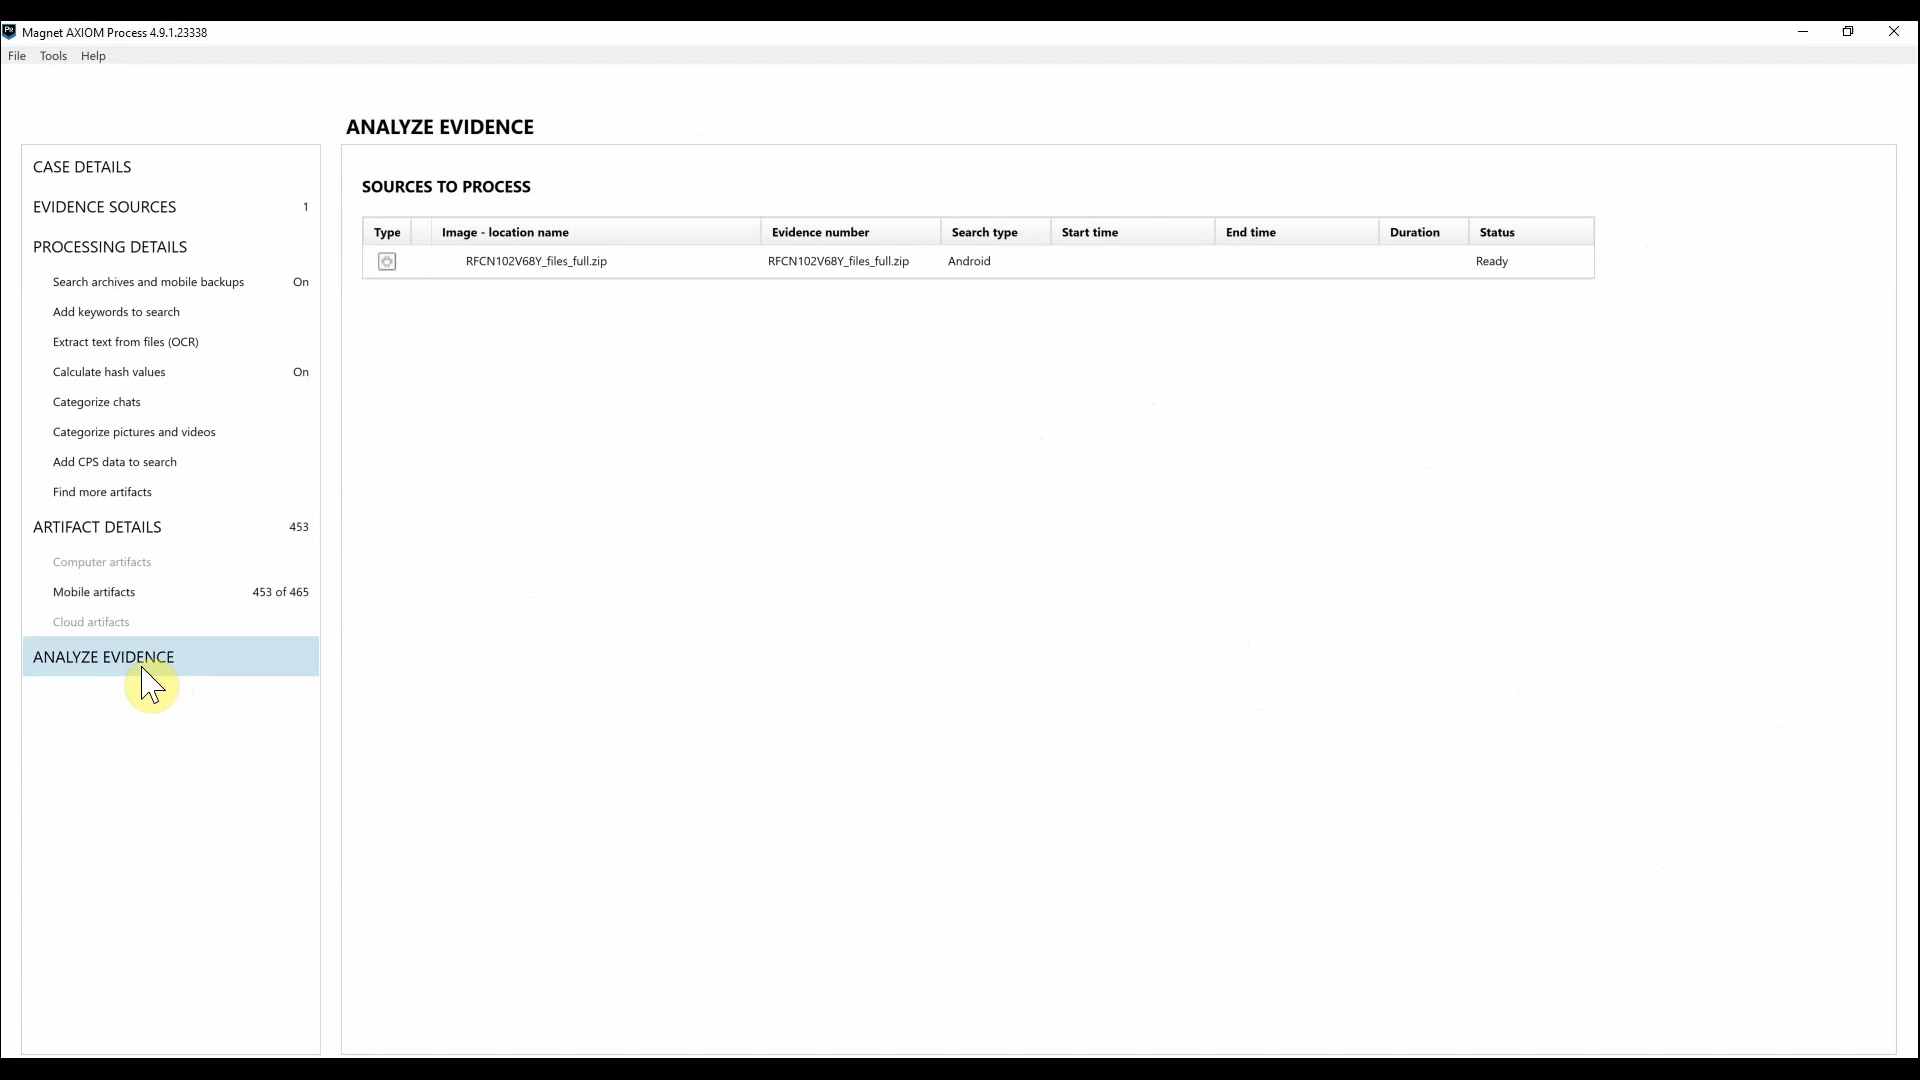 Magnet AXIOM Process 4.9.1.23338
File Tools Help
ANALYZE EVIDENCE
CASE DETAILS
EVIDENCE SOURCES 1
PROCESSING DETAILS
Search archives and mobile backups On
Add keywords to search
Extract text from files (OCR)
Calculate hash values On
Categorize chats
Categorize pictures and videos
Add CPS data to search
Find more artifacts
ARTIFACT DETAILS 453
Computer artifacts
Mobile artifacts 453 of 465
Cloud artifacts
ANALYZE EVIDENCE
SOURCES TO PROCESS
Type Image - location name Evidence number Search type Start time End time Duration Status
RFCN102V68Y_files_full.zip RFCN102V68Y_files_full.zip Android Ready